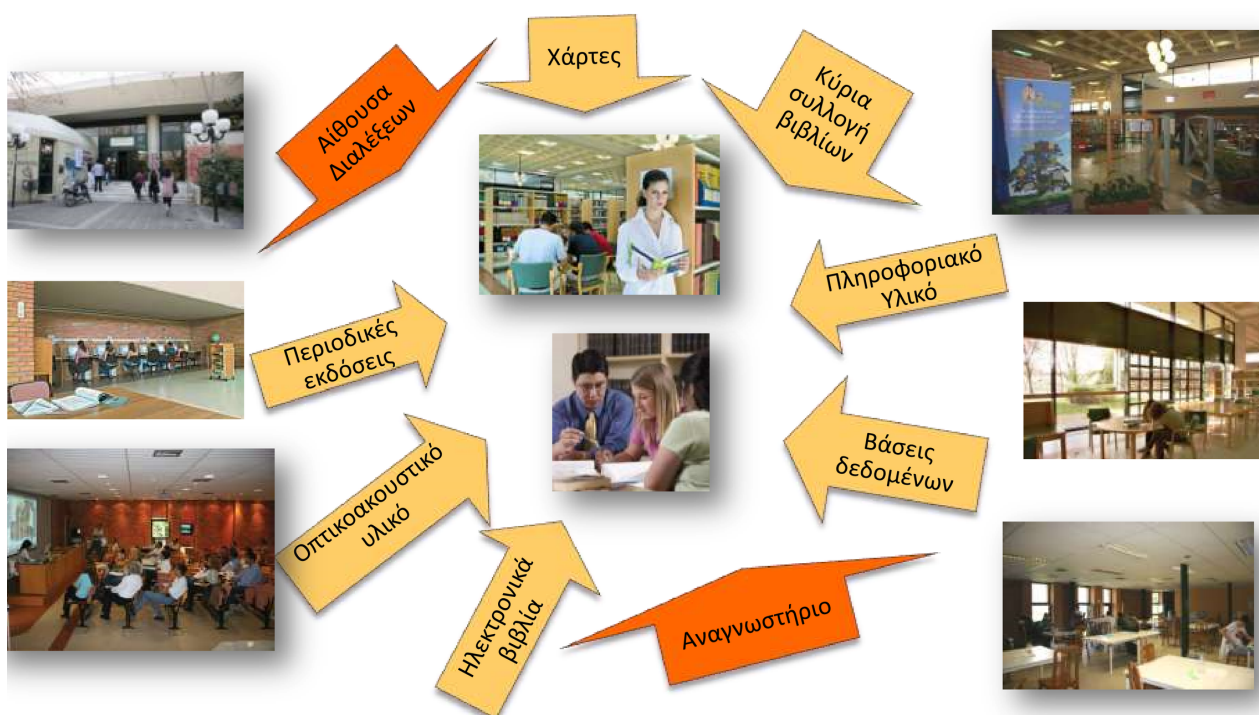 Χάρτες
Αίθουσα
Διαλέξεων
Κύρια
συλλογή
βιβλίων
Πληροφοριακό
Υλικό
Περιοδικές
εκδόσεις
Βάσεις
δεδομένων
Οπτικοακουστικό
υλικό
Ηλεκτρονικά
βιβλία
Αναγνωστήριο